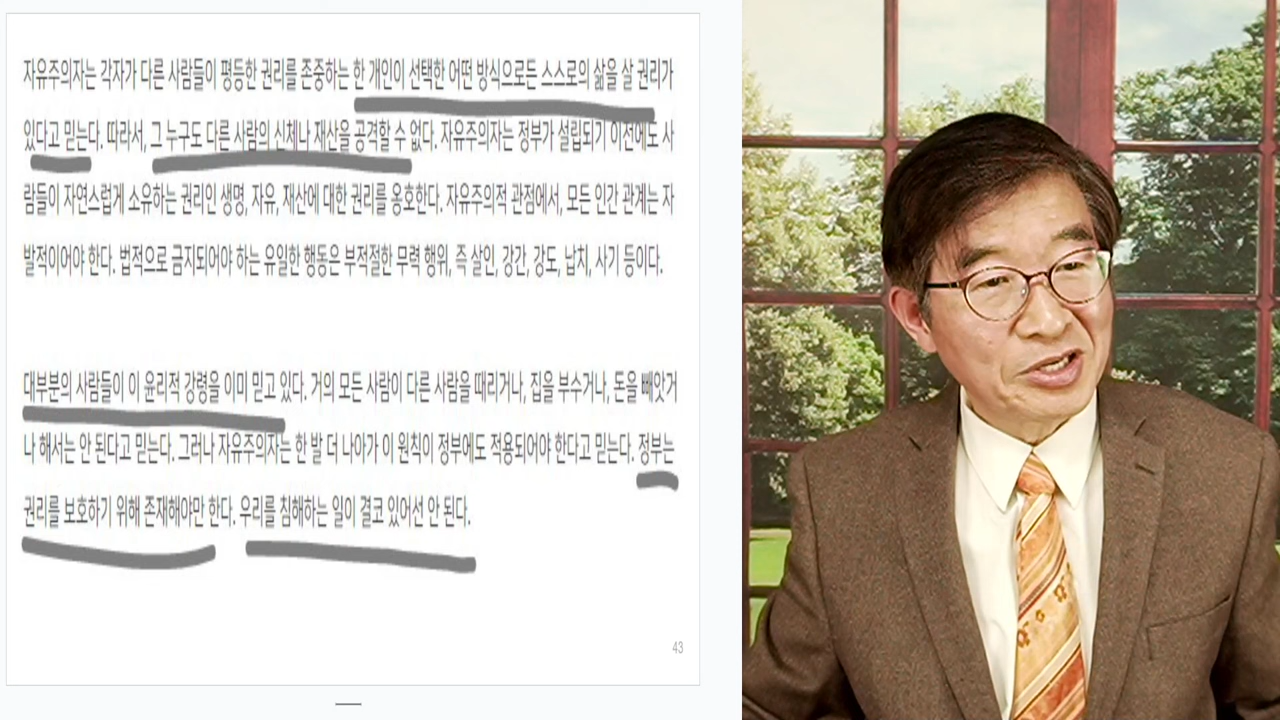 자유주의자는 각자가 다른 사람들이 평등한 권리를 존중하는 한 개인이 선택한 어떤 방식으로든 스스로의 삶을 살 권리가
있다고 믿는다. 따라서, 그 누구도 다른 사람의 신체나 재산을 공격할 수 없다. 자유주의자는 정부가 설립되기 이전에도 사
람들이 자연스럽게 소유하는 권리인 생명, 자유, 재산에 대한 권리를 옹호한다. 자유주의적 관점에서, 모든 인간 관계는 자
발적이어야 한다. 법적으로 금지되어야 하는 유일한 행동은 부적절한 무력 행위, 즉 살인, 강간, 강도, 납치, 사기 등이다.
대부분의 사람들이 이 윤리적 강령을 이미 믿고 있다. 거의 모든 사람이 다른 사람을 때리거나, 집을 부수거나, 돈을 빼앗거
나 해서는 안 된다고 믿는다. 그러나 자유주의자는 한 발 더 나아가 이 원칙이 정부에도 적용되어야 한다고 믿는다. 정부는
권리를 보호하기 위해 존재해야만 한다. 우리를 침해하는 일이 결코 있어선 안 된다.
43